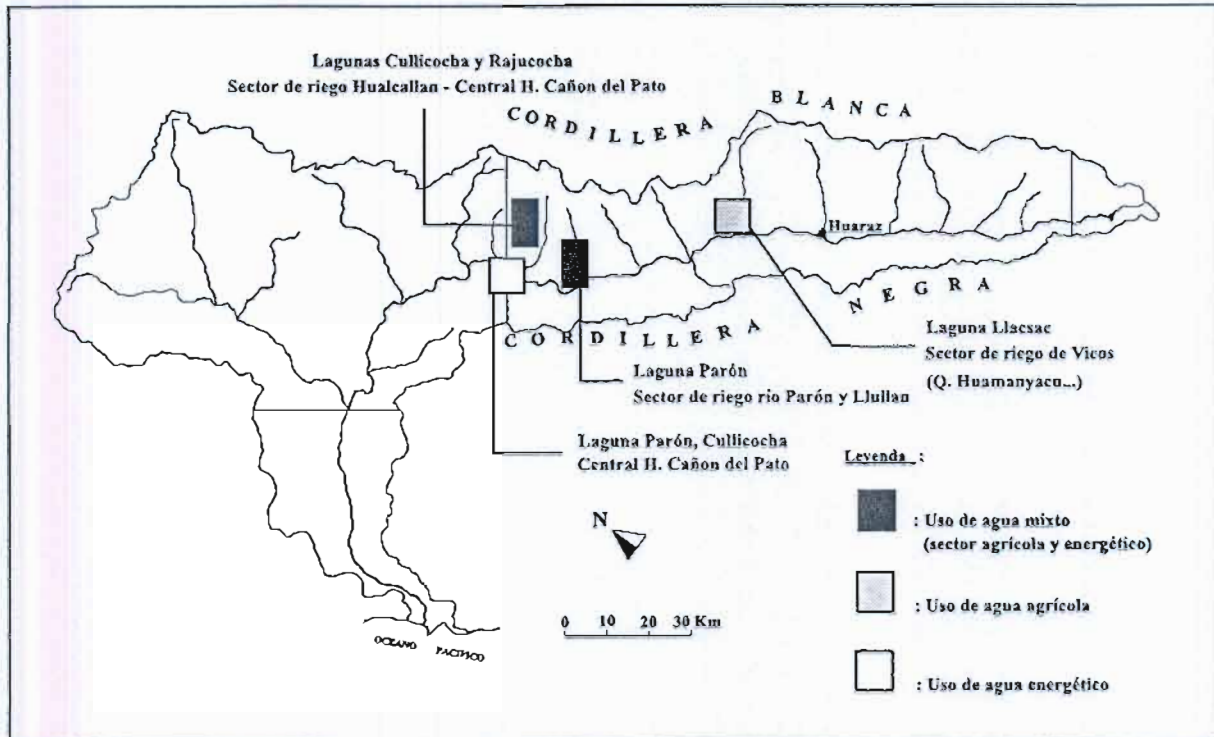 Lagunas Cullicocha y Rajucocha
Sector de riego Hualcallan - Central H. Cañon del Pato
CORDILLERA BLANCA
Huaraz
CORDILLERA NEGRA
Laguna Llacsac
Sector de riego de Vicos
(Q. Huamanyacu...)
Laguna Parón
Sector de riego rio Parón y Llullan
Laguna Parón, Cullicocha
Central H. Cañon del Pato
Leyenda :
N
: Uso de agua mixto
(sector agrícola y energético)
: Uso de agua agrícola
0 10 20 30 Km
: Uso de agua energético
OCEANO PACIFICO